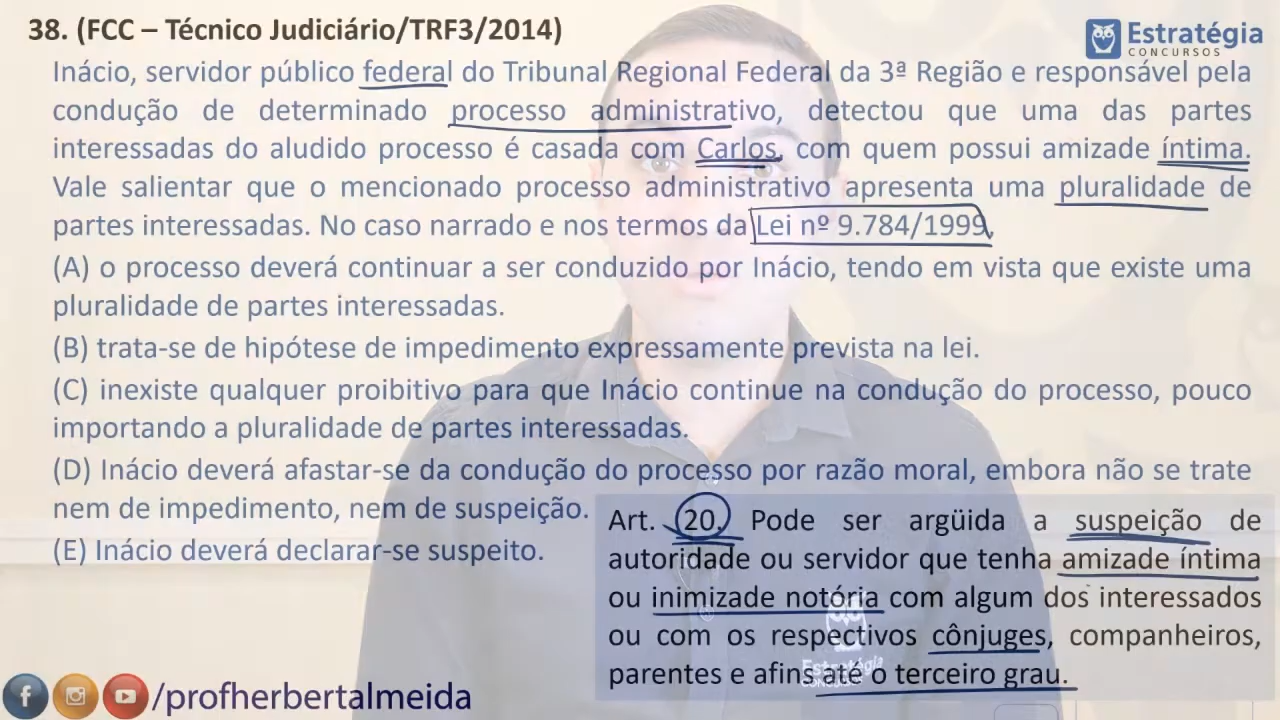 38. (FCC – Técnico Judiciário/TRF3/2014)
Estratégia
CONCURSOS
Inácio, servidor público federal do Tribunal Regional Federal da 3ª Região e responsável pela
condução de determinado processo administrativo, detectou que uma das partes
interessadas do aludido processo é casada com Carlos, com quem possui amizade íntima.
Vale salientar que o mencionado processo administrativo apresenta uma pluralidade de
partes interessadas. No caso narrado e nos termos da Lei nº 9.784/1999,
(A) o processo deverá continuar a ser conduzido por Inácio, tendo em vista que existe uma
pluralidade de partes interessadas.
(B) trata-se de hipótese de impedimento expressamente prevista na lei.
(C) inexiste qualquer proibitivo para que Inácio continue na condução do processo, pouco
importando a pluralidade de partes interessadas.
(D) Inácio deverá afastar-se da condução do processo por razão moral, embora não se trate
nem de impedimento, nem de suspeição.
(E) Inácio deverá declarar-se suspeito.
Art. 20. Pode ser argüida a suspeição de
autoridade ou servidor que tenha amizade íntima
ou inimizade notória com algum dos interessados
ou com os respectivos cônjuges, companheiros,
parentes e afins até o terceiro grau.
Estratégia
CONCURSOS
/profherbertalmeida